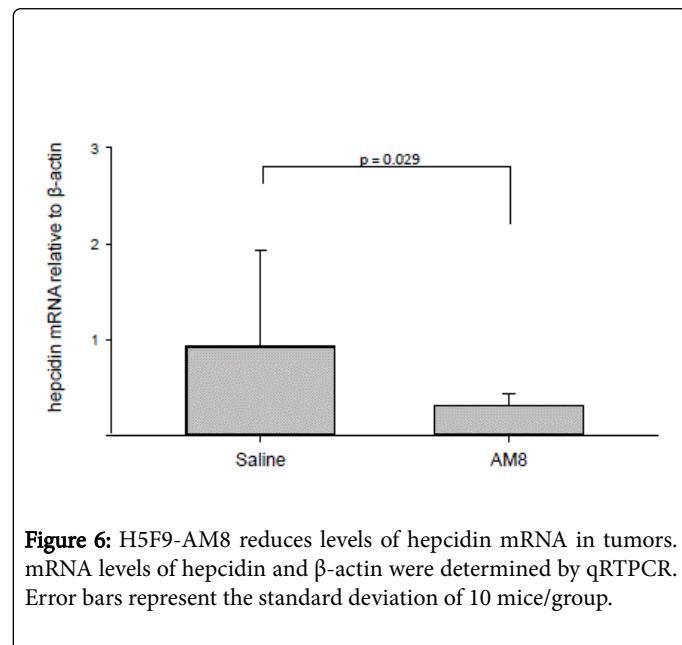 3
p = 0.029
2
1
hepcidin mRNA relative to β-actin
Saline
AM8
Figure 6: H5F9-AM8 reduces levels of hepcidin mRNA in tumors.
mRNA levels of hepcidin and β-actin were determined by qRTPCR.
Error bars represent the standard deviation of 10 mice/group.